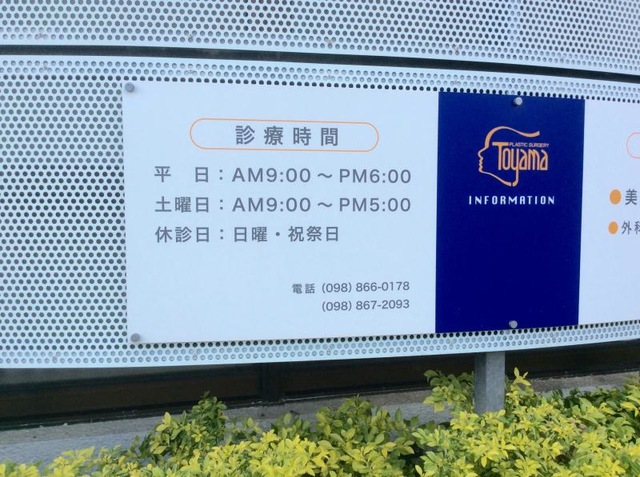 診療時間
平　日：AM9:00～PM6:00
土曜日：AM9:00～PM5:00
休診日：日曜・祝祭日
電話 (098) 866-0178
(098) 867-2093
PLASTIC SURGERY
Toyama
INFORMATION
●美
●外科